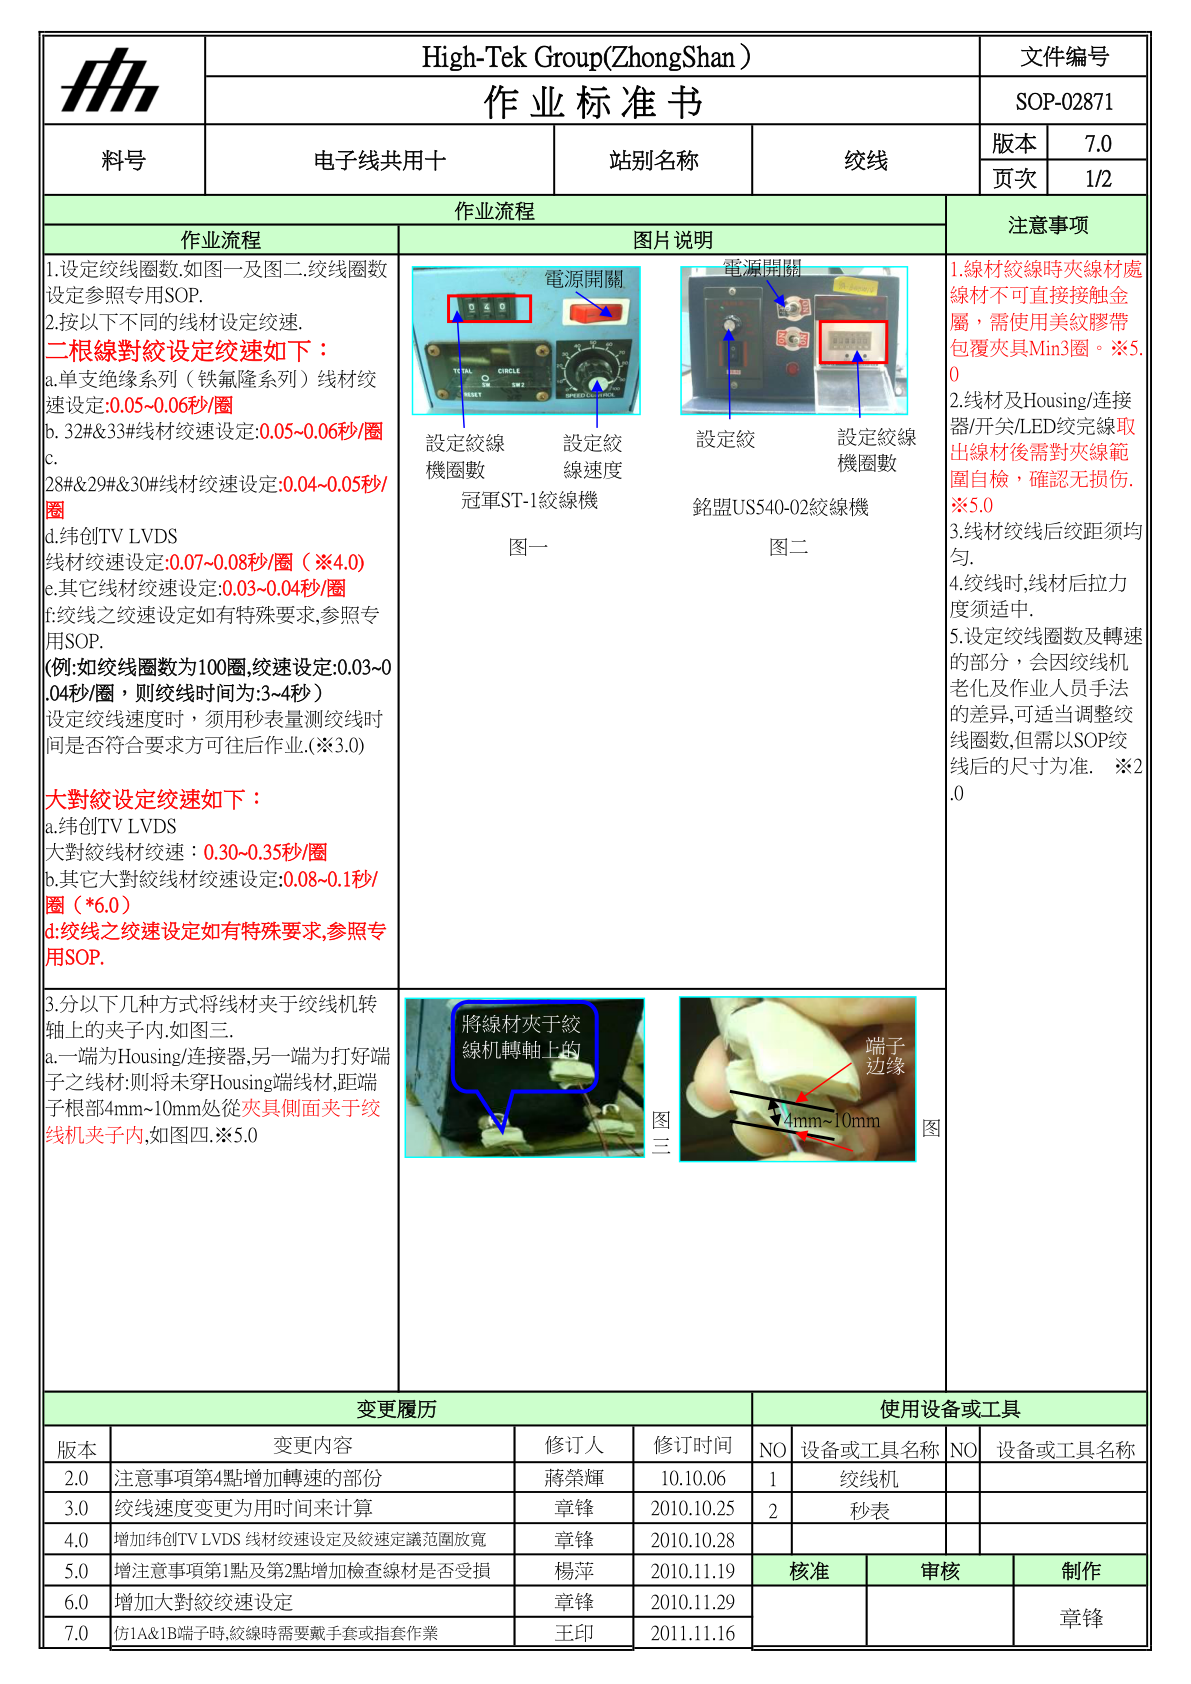 High-Tek Group(ZhongShan）
文件编号
作 业 标 准 书
SOP-02871
料号
电子线共用十
站别名称
绞线
版本
7.0
页次
1/2
作业流程
注意事项
作业流程
图片说明
1.设定绞线圈数.如图一及图二.绞线圈数
设定参照专用SOP.
2.按以下不同的线材设定绞速.
二根線對絞设定绞速如下：
a.单支绝缘系列（铁氟隆系列）线材绞
速设定:0.05~0.06秒/圈
b. 32#&33#线材绞速设定:0.05~0.06秒/圈
c.
28#&29#&30#线材绞速设定:0.04~0.05秒/
圈
d.纬创TV LVDS
线材绞速设定:0.07~0.08秒/圈（※4.0)
e.其它线材绞速设定:0.03~0.04秒/圈
f:绞线之绞速设定如有特殊要求,参照专
用SOP.
(例:如绞线圈数为100圈,绞速设定:0.03~0
.04秒/圈，则绞线时间为:3~4秒）
设定绞线速度时，须用秒表量测绞线时
间是否符合要求方可往后作业.(※3.0)
大對絞设定绞速如下：
a.纬创TV LVDS
大對絞线材绞速：0.30~0.35秒/圈
b.其它大對絞线材绞速设定:0.08~0.1秒/
圈（*6.0）
d:绞线之绞速设定如有特殊要求,参照专
用SOP.
電源開關
TOTAL
CIRCLE
SW
SW2
RESET
SPEED CONTROL
設定絞線
機圈數
設定絞
線速度
冠軍ST-1絞線機
图一
電源開關
設定絞
設定絞線
機圈數
銘盟US540-02絞線機
图二
1.線材絞線時夾線材處
線材不可直接接触金
屬，需使用美紋膠帶
包覆夾具Min3圈。※5.
0
2.线材及Housing/连接
器/开关/LED绞完線取
出線材後需對夾線範
圍自檢，確認无损伤.
※5.0
3.线材绞线后绞距须均
匀.
4.绞线时,线材后拉力
度须适中.
5.设定绞线圈数及轉速
的部分，会因绞线机
老化及作业人员手法
的差异,可适当调整绞
线圈数,但需以SOP绞
线后的尺寸为准. ※2
.0
3.分以下几种方式将线材夹于绞线机转
轴上的夹子内.如图三.
a.一端为Housing/连接器,另一端为打好端
子之线材:则将未穿Housing端线材,距端
子根部4mm~10mm处從夾具側面夹于绞
线机夹子内,如图四.※5.0
將線材夾于絞
線机轉軸上的
图
三
端子
边缘
4mm~10mm
图
变更履历
使用设备或工具
版本
变更内容
修订人
修订时间
NO
设备或工具名称
NO
设备或工具名称
2.0
注意事項第4點增加轉速的部份
蔣榮輝
10.10.06
1
绞线机
3.0
绞线速度变更为用时间来计算
章锋
2010.10.25
2
秒表
4.0
增加纬创TV LVDS 线材绞速设定及絞速定議范圍放寬
章锋
2010.10.28
5.0
增注意事項第1點及第2點增加檢查線材是否受損
楊萍
2010.11.19
核准
审核
制作
6.0
增加大對絞绞速设定
章锋
2010.11.29
章锋
7.0
仿1A&1B端子時,絞線時需要戴手套或指套作業
王印
2011.11.16